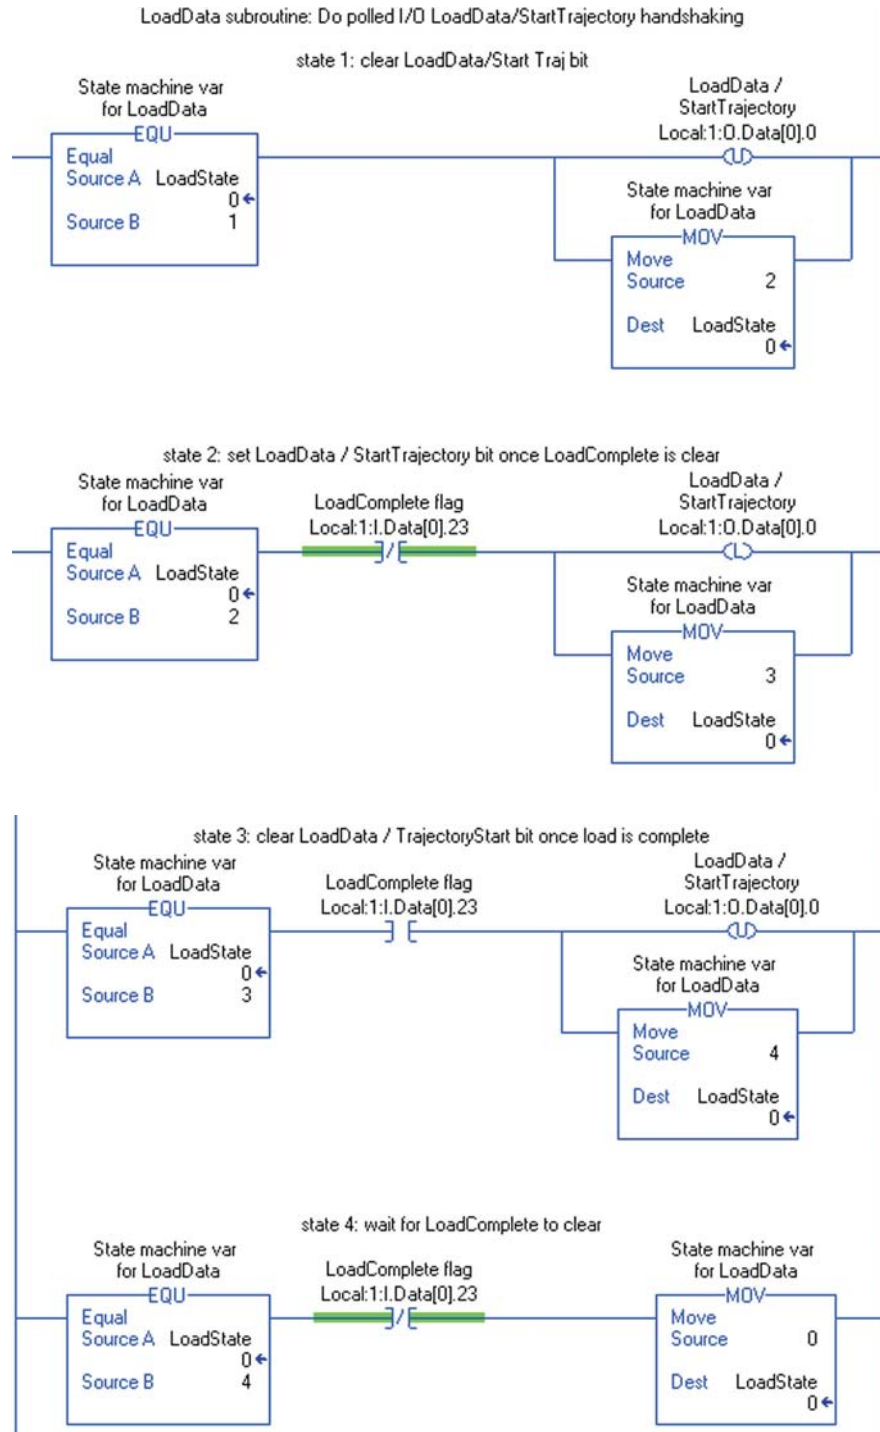 LoadData subroutine: Do polled I/O LoadData/StartTrajectory handshaking
state 1: clear LoadData/Start Traj bit
State machine var
for LoadData
EQU
Equal
Source A LoadState
0
Source B 1
LoadData /
StartTrajectory
Local:1:O.Data[0].0
U
State machine var
for LoadData
MOV
Move
Source 2
Dest LoadState
0
state 2: set LoadData / StartTrajectory bit once LoadComplete is clear
State machine var
for LoadData
EQU
Equal
Source A LoadState
0
Source B 2
LoadComplete flag
Local:1:I.Data[0].23
LoadData /
StartTrajectory
Local:1:O.Data[0].0
L
State machine var
for LoadData
MOV
Move
Source 3
Dest LoadState
0
state 3: clear LoadData / TrajectoryStart bit once load is complete
State machine var
for LoadData
EQU
Equal
Source A LoadState
0
Source B 3
LoadComplete flag
Local:1:I.Data[0].23
LoadData /
StartTrajectory
Local:1:O.Data[0].0
U
State machine var
for LoadData
MOV
Move
Source 4
Dest LoadState
0
state 4: wait for LoadComplete to clear
State machine var
for LoadData
EQU
Equal
Source A LoadState
0
Source B 4
LoadComplete flag
Local:1:I.Data[0].23
State machine var
for LoadData
MOV
Move
Source 0
Dest LoadState
0